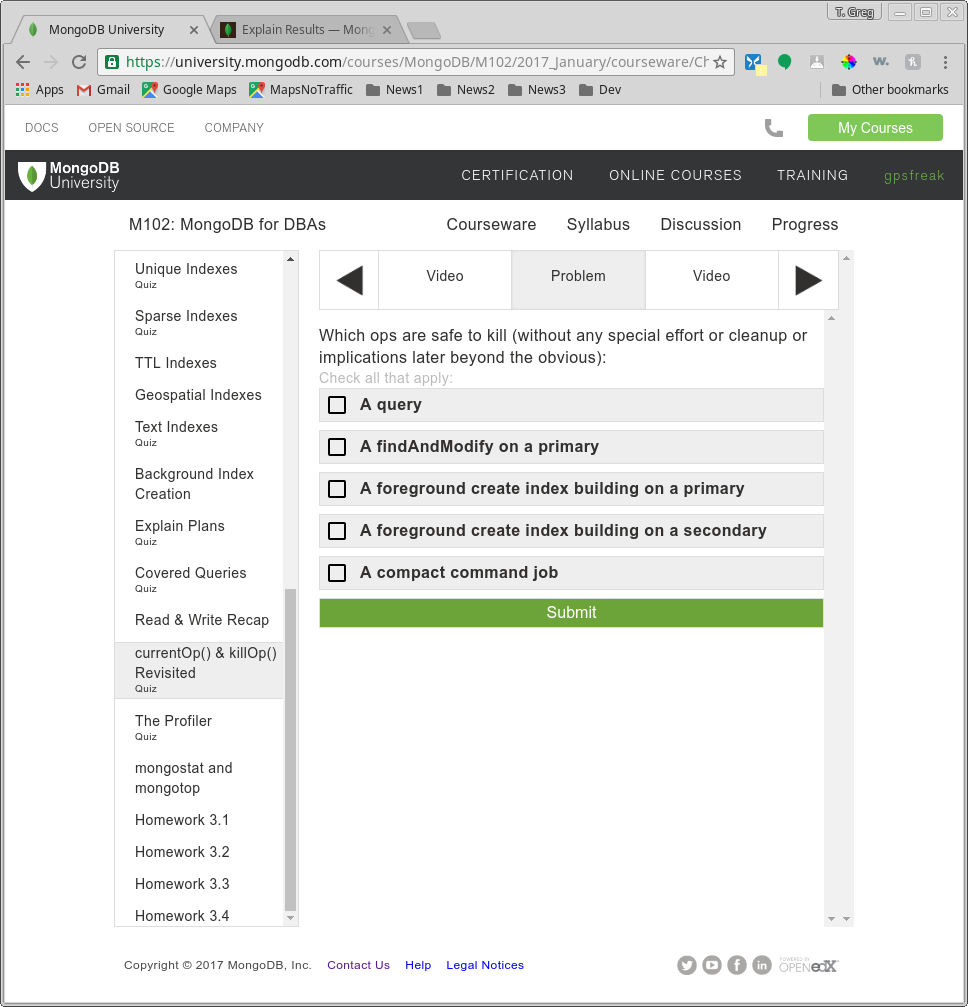 T. Greg
MongoDB University
Explain Results — Mong
https://university.mongodb.com/courses/MongoDB/M102/2017_January/courseware/Ch
w.
h
Apps Gmail Google Maps MapsNoTraffic News1 News2 News3 Dev Other bookmarks
DOCS OPEN SOURCE COMPANY My Courses
MongoDB
University
CERTIFICATION ONLINE COURSES TRAINING gpsfreak
M102: MongoDB for DBAs Courseware Syllabus Discussion Progress
Unique Indexes
Quiz
Sparse Indexes
Quiz
TTL Indexes
Geospatial Indexes
Text Indexes
Quiz
Background Index
Creation
Explain Plans
Quiz
Covered Queries
Quiz
Read & Write Recap
currentOp() & killOp()
Revisited
Quiz
The Profiler
Quiz
mongostat and
mongotop
Homework 3.1
Homework 3.2
Homework 3.3
Homework 3.4
Video Problem Video
Which ops are safe to kill (without any special effort or cleanup or
implications later beyond the obvious):
Check all that apply:
A query
A findAndModify on a primary
A foreground create index building on a primary
A foreground create index building on a secondary
A compact command job
Submit
Copyright © 2017 MongoDB, Inc. Contact Us Help Legal Notices
POWERED BY
OPEN edX